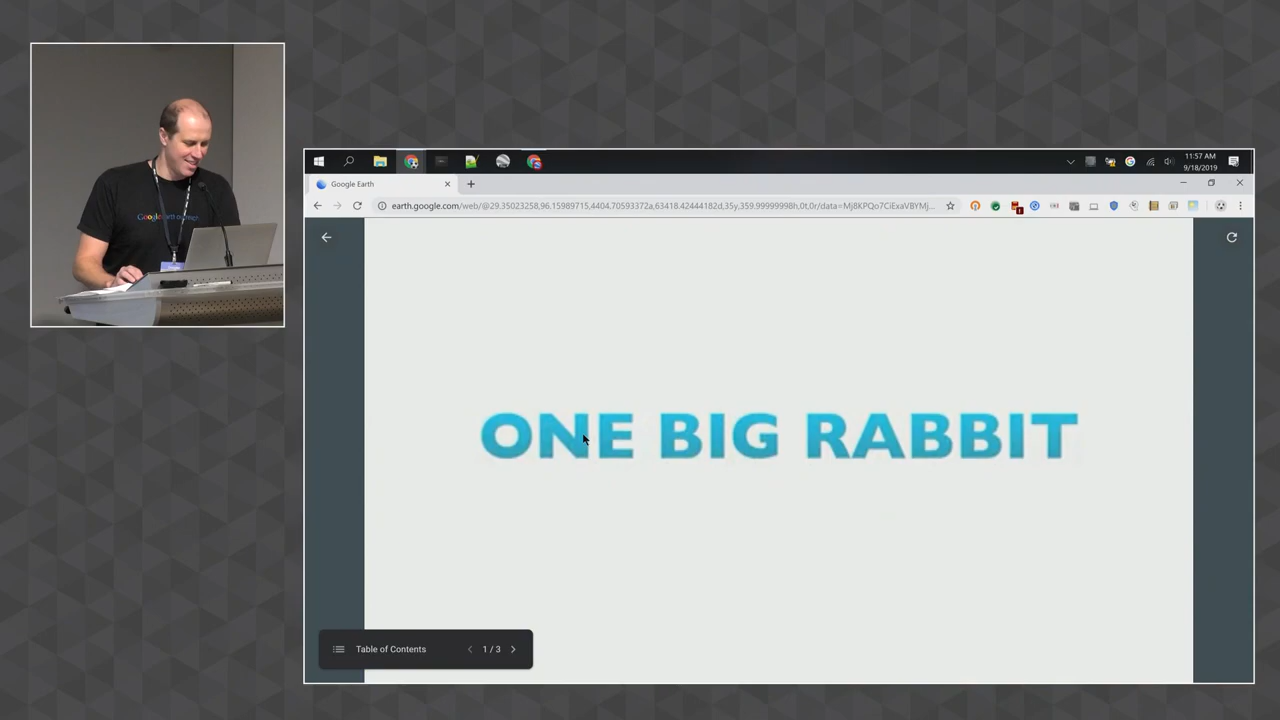 11:57 AM
9/18/2019
Google Earth
earth.google.com/web/@29.35023258,96.15989715,4404.70593372a,63418.42444182d,35y,359.99999998h,0t,0r/data=Mj8KPQo7CiExaVBYMj...
ONE BIG RABBIT
Table of Contents
1 / 3